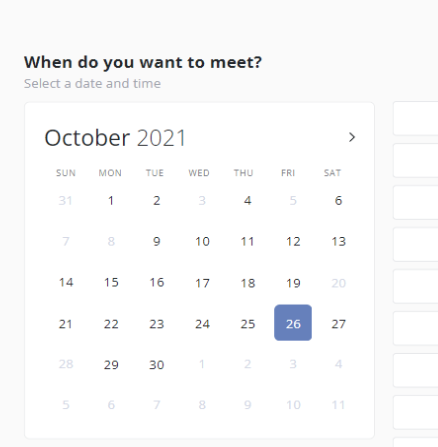 When do you want to meet?
Select a date and time
October 2021
SUN MON TUE WED THU FRI SAT
31 1 2 3 4 5 6
7 8 9 10 11 12 13
14 15 16 17 18 19 20
21 22 23 24 25 26 27
28 29 30 1 2 3 4
5 6 7 8 9 10 11